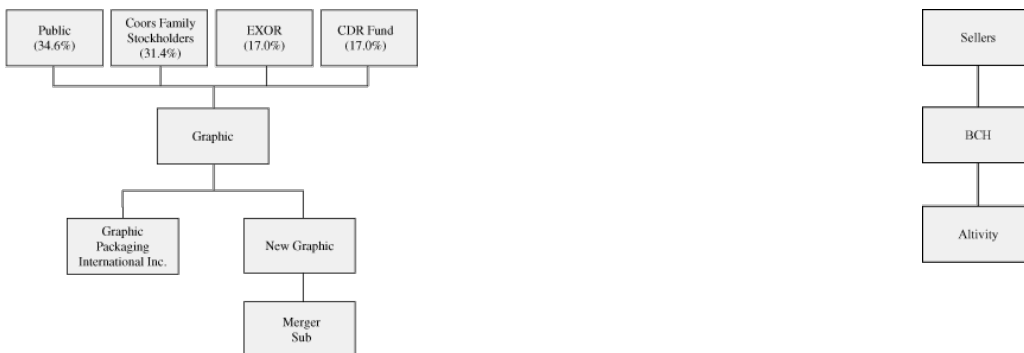 Public
(34.6%)
Coors Family
Stockholders
(31.4%)
EXOR
(17.0%)
CDR Fund
(17.0%)
Sellers
Graphic
BCH
Graphic
Packaging
International Inc.
New Graphic
Altivity
Merger
Sub